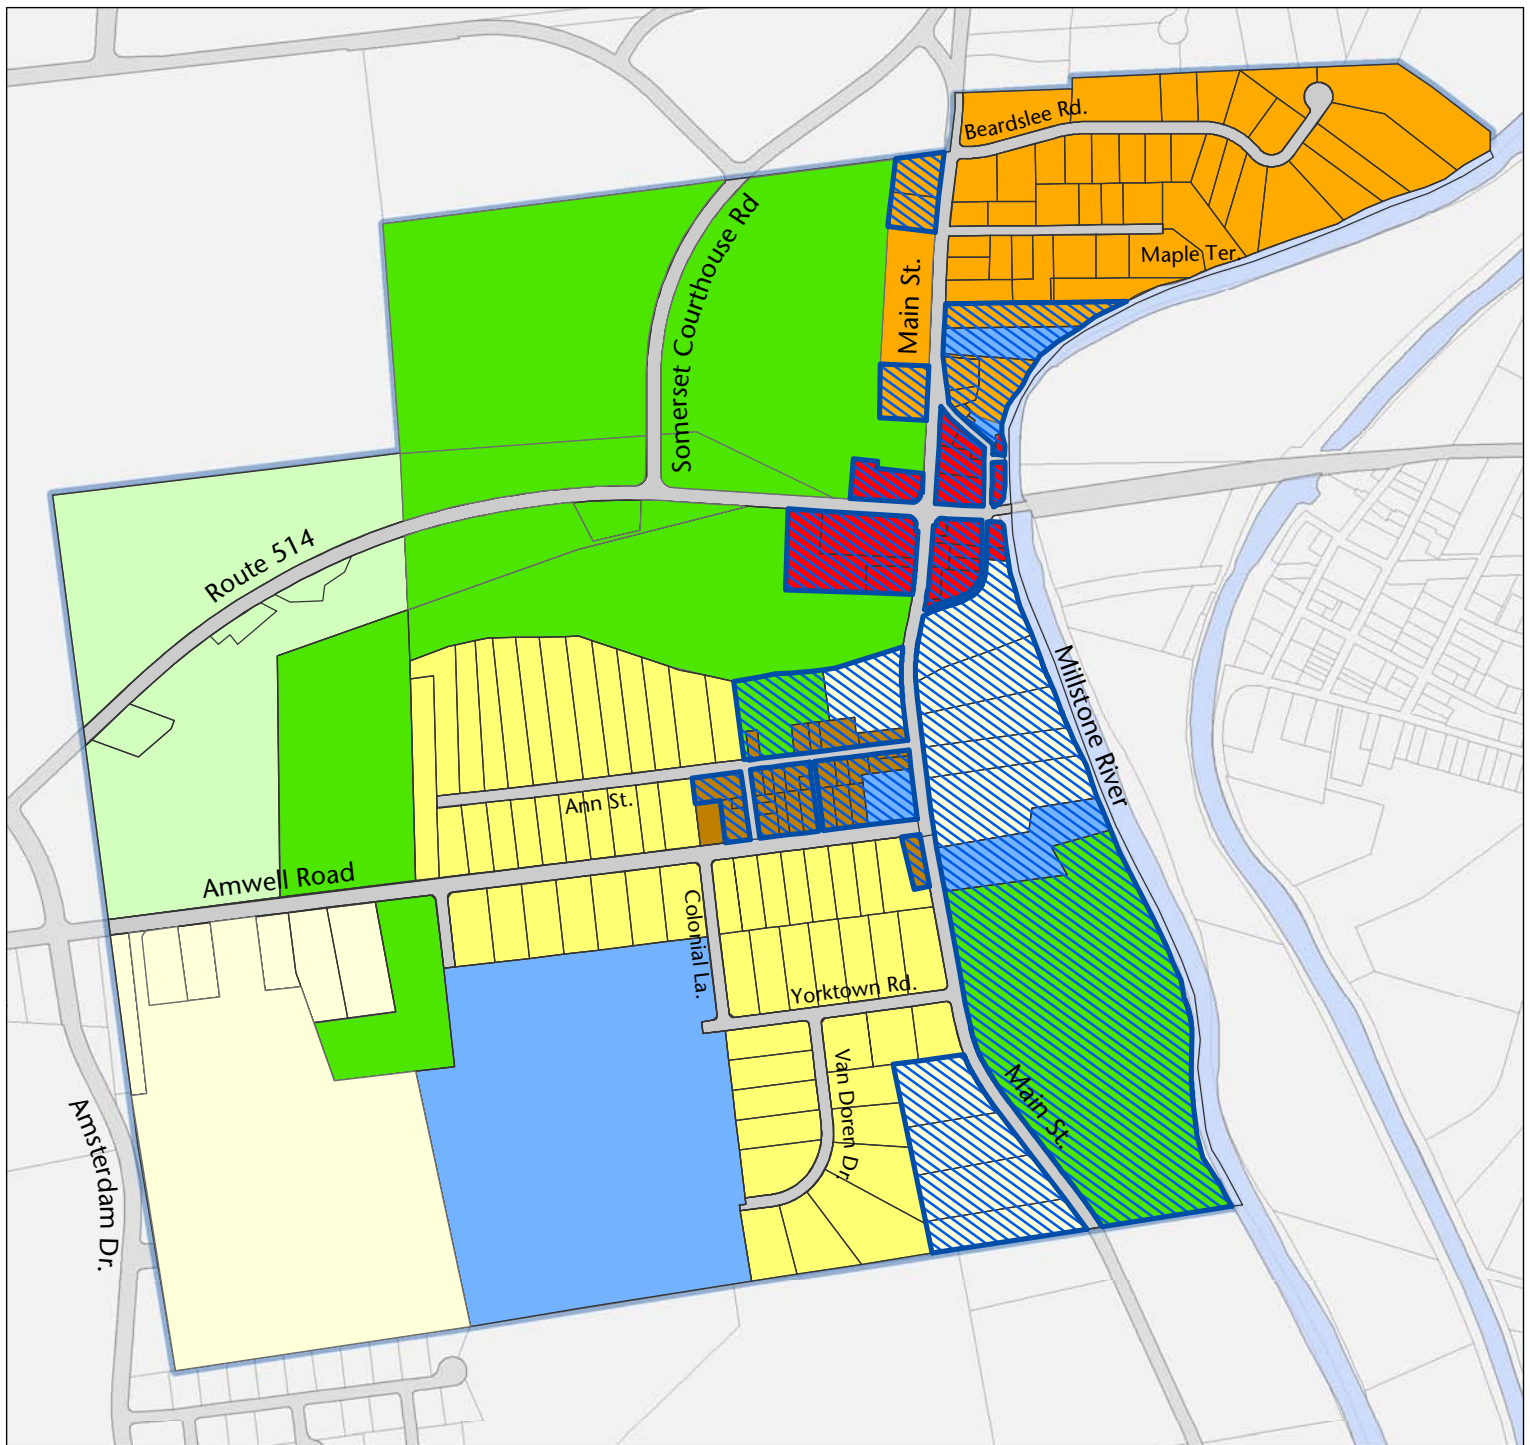 Beardslee Rd.
Maple Ter.
Main St.
Somerset Courthouse Rd
Route 514
Millstone River
Ann St.
Amwell Road
Colonial La.
Yorktown Rd.
Van Doren Dr.
Main St.
Amsterdam Dr.